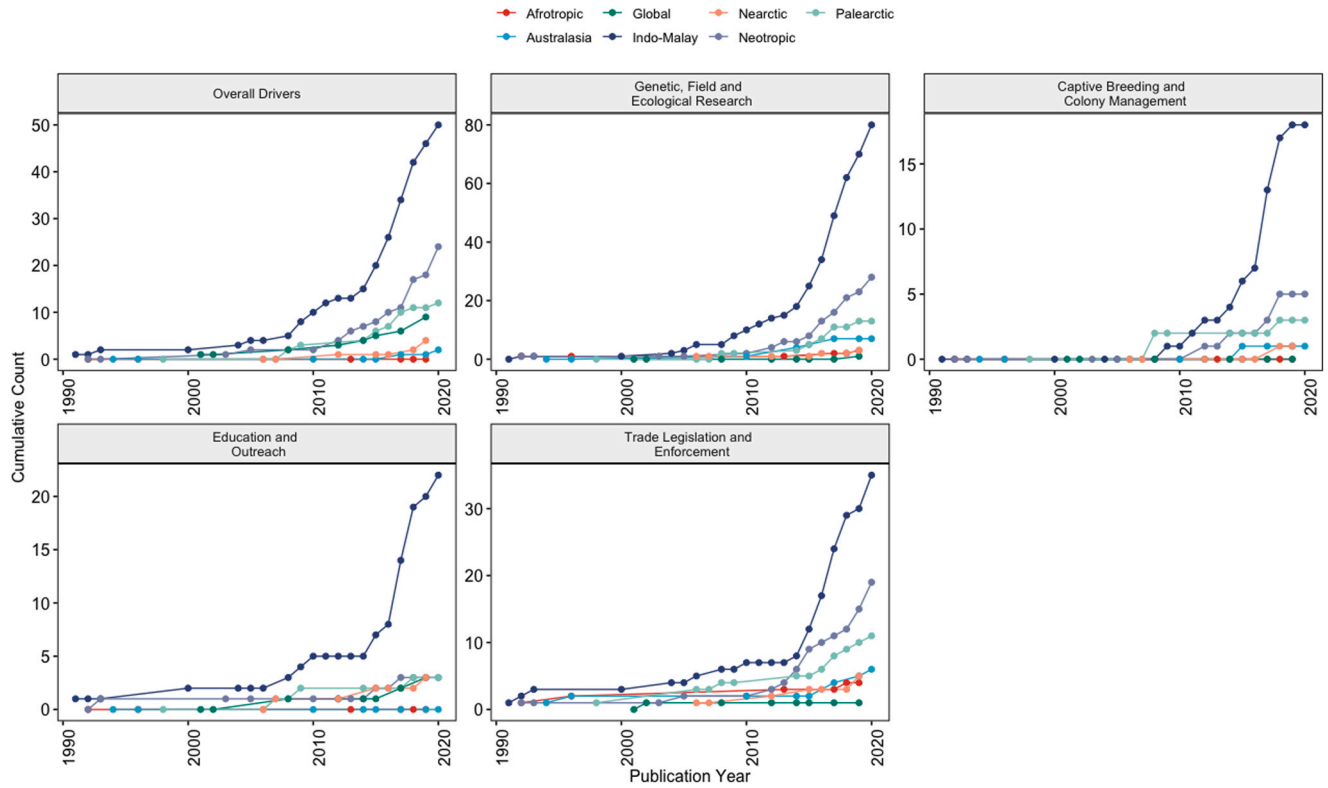 Afrotropic Global Nearctic Palearctic
Australasia Indo-Malay Neotropic
Overall Drivers
Genetic, Field and
Ecological Research
Captive Breeding and
Colony Management
50
40
30
20
10
0
1990 2000 2010 2020
80
60
40
20
0
1990 2000 2010 2020
15
10
5
0
1990 2000 2010 2020
Cumulative Count
Education and
Outreach
Trade Legislation and
Enforcement
20
15
10
5
0
1990 2000 2010 2020
30
20
10
0
1990 2000 2010 2020
Publication Year